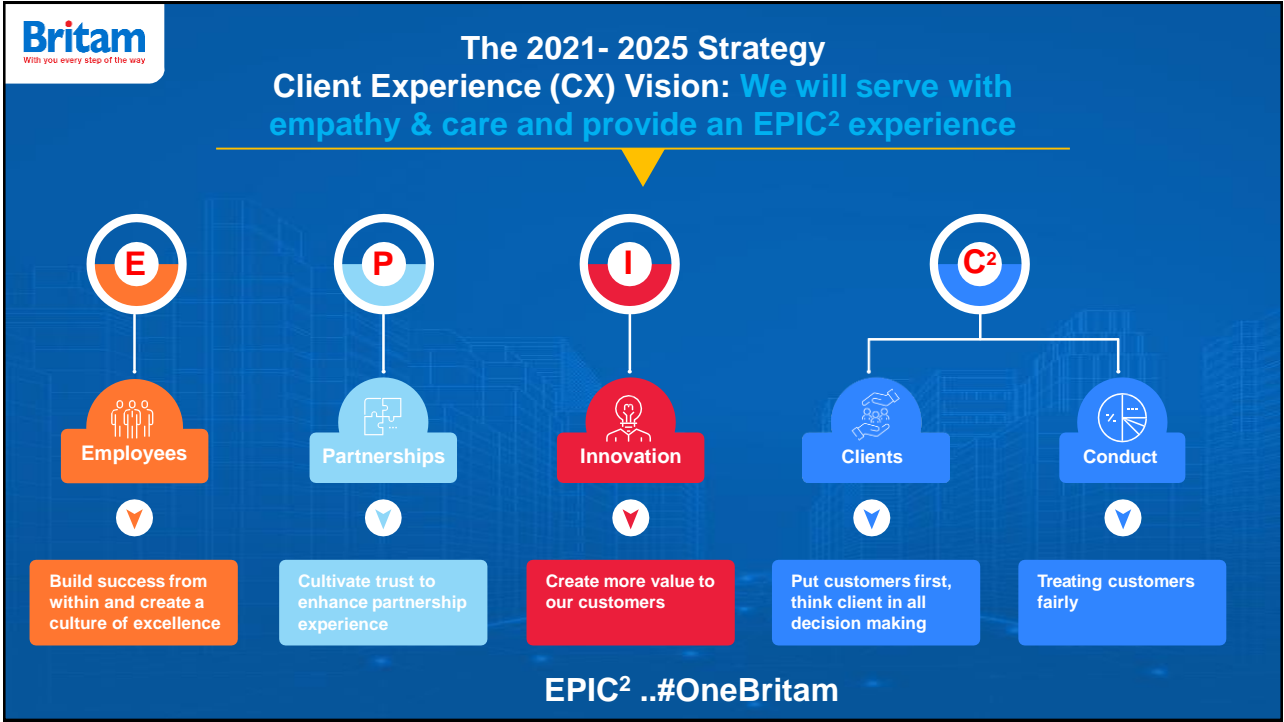 Britam
With you every step of the way
The 2021- 2025 Strategy
Client Experience (CX) Vision: We will serve with
empathy & care and provide an EPIC² experience
E
P
I
C²
Employees
Partnerships
Innovation
Clients
Conduct
Build success from
within and create a
culture of excellence
Cultivate trust to
enhance partnership
experience
Create more value to
our customers
Put customers first,
think client in all
decision making
Treating customers
fairly
EPIC² ..#OneBritam